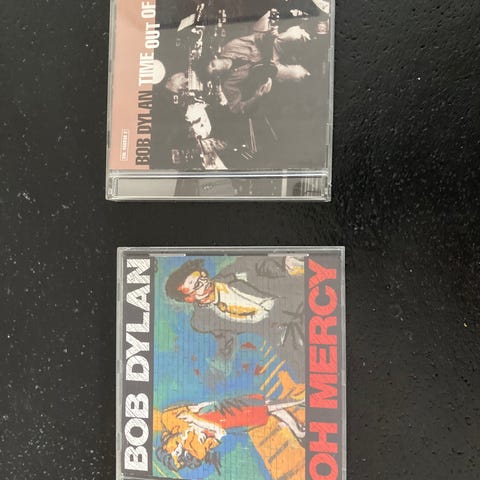 BOB DYLAN TIME OUT OF
BOB DYLAN
OH MERCY